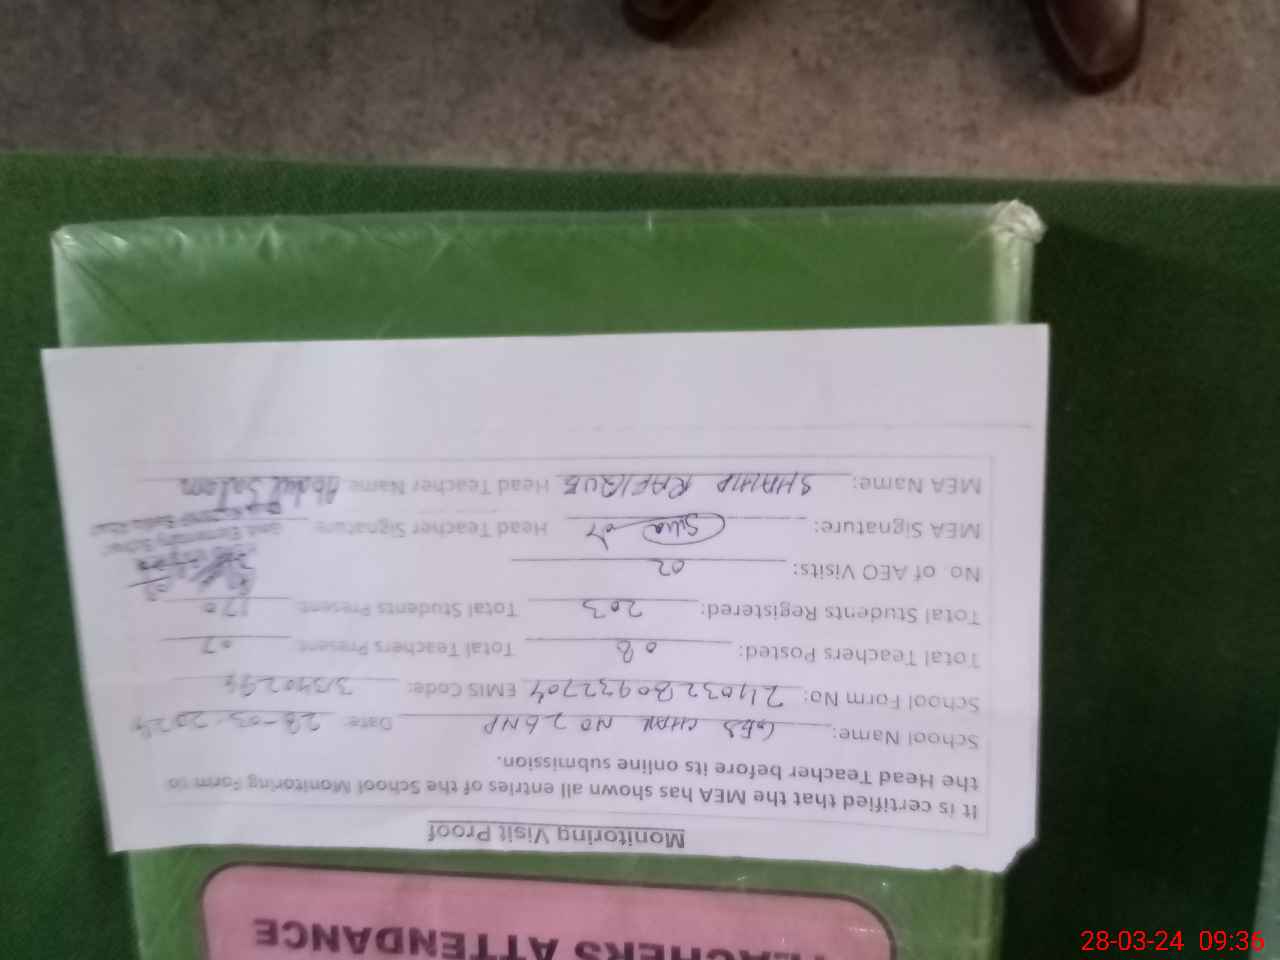 TEACHERS ATTENDANCE
Monitoring Visit Proof
It is certified that the MEA has shown all entries of the School Monitoring Form to
the Head Teacher before its online submission.
School Name: GES CHAK NO 26NP Date: 28-03-2024
School Form No: EMIS Code:
Total Teachers Posted: 08 Total Teachers Present: 07
Total Students Registered: 203 Total Students Present: 170
No of AEO Visits: 02
MEA Signature: Head Teacher Signature:
MEA Name: SHAHID RAFIQUE Head Teacher Name: Abdul Salam
28-03-24 09:36